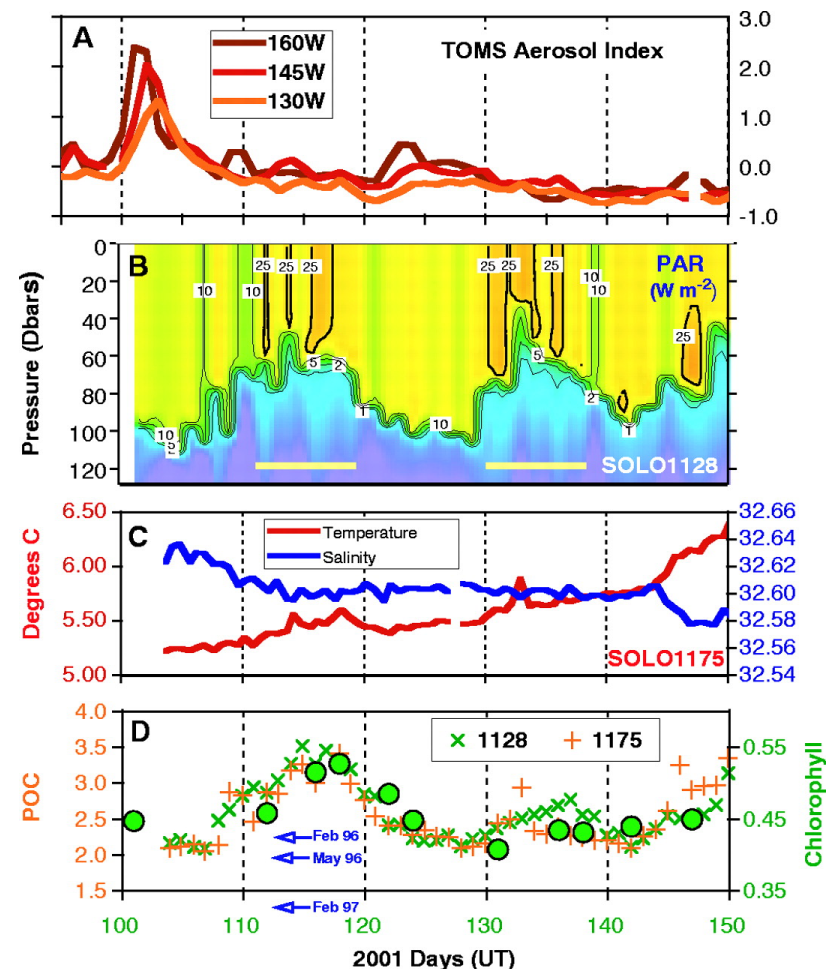 A
TOMS Aerosol Index
160W
145W
130W
3.0
2.0
1.0
0.0
-1.0
B
PAR
(W m-2)
Pressure (Dbars)
0
20
40
60
80
100
120
10
10
25
25
25
25
25
25
10
10
25
5
2
5
2
1
1
10
10
5
1
SOLO1128
C
Temperature
Salinity
Degrees C
6.50
6.00
5.50
5.00
32.66
32.64
32.62
32.60
32.58
32.56
32.54
SOLO1175
D
1128
1175
POC
4.0
3.5
3.0
2.5
2.0
1.5
Chlorophyll
0.55
0.45
0.35
Feb 96
May 96
Feb 97
100
110
120
130
140
150
2001 Days (UT)